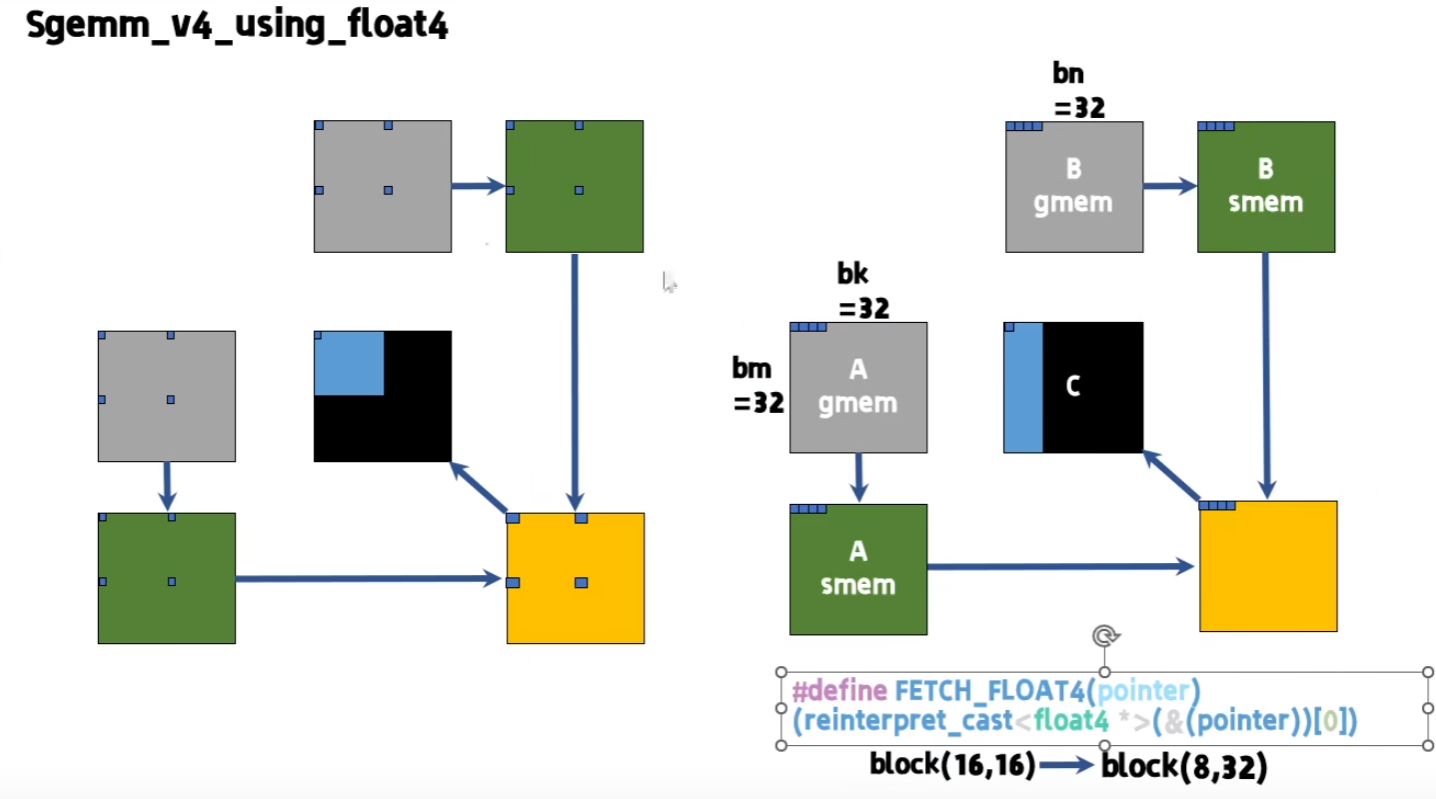 Sgemm_v4_using_float4
bn
=32
B
gmem
B
smem
bk
=32
bm
=32
A
gmem
C
A
smem
#define FETCH_FLOAT4(pointer)
(reinterpret_cast<float4 *>(&(pointer))[0])
block(16,16)
block(8,32)